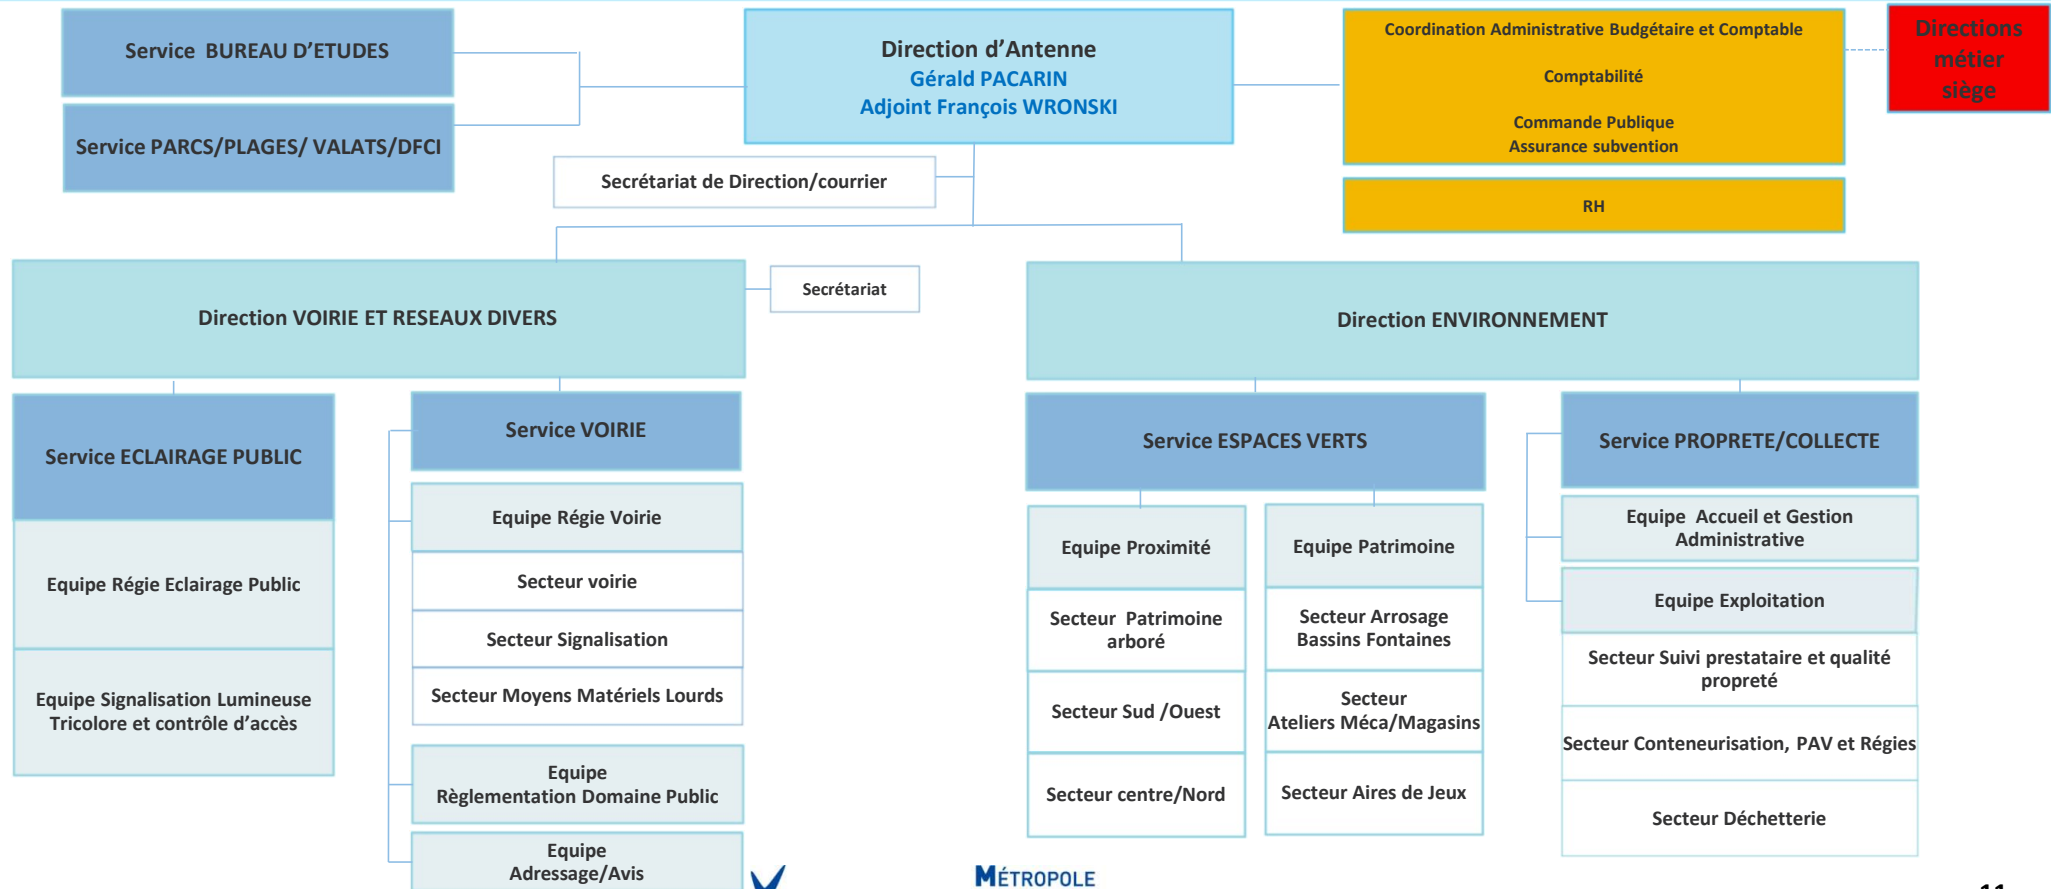 Service BUREAU D'ETUDES
Service PARCS/PLAGES/ VALATS/DFCI
Direction d’Antenne
Gérald PACARIN
Adjoint François WRONSKI
Coordination Administrative Budgétaire et Comptable
Comptabilité
Commande Publique
Assurance subvention
RH
Directions
métier
siège
Secrétariat de Direction/courrier
Direction VOIRIE ET RESEAUX DIVERS
Secrétariat
Direction ENVIRONNEMENT
Service ECLAIRAGE PUBLIC
Equipe Régie Eclairage Public
Equipe Signalisation Lumineuse
Tricolore et contrôle d’accès
Service VOIRIE
Equipe Régie Voirie
Secteur voirie
Secteur Signalisation
Secteur Moyens Matériels Lourds
Equipe
Règlementation Domaine Public
Equipe
Adressage/Avis
Service ESPACES VERTS
Equipe Proximité
Secteur Patrimoine
arboré
Secteur Sud /Ouest
Secteur centre/Nord
Equipe Patrimoine
Secteur Arrosage
Bassins Fontaines
Secteur
Ateliers Méca/Magasins
Secteur Aires de Jeux
Service PROPRETE/COLLECTE
Equipe Accueil et Gestion
Administrative
Equipe Exploitation
Secteur Suivi prestataire et qualité
propreté
Secteur Conteneurisation, PAV et Régies
Secteur Déchetterie
MÉTROPOLE
11